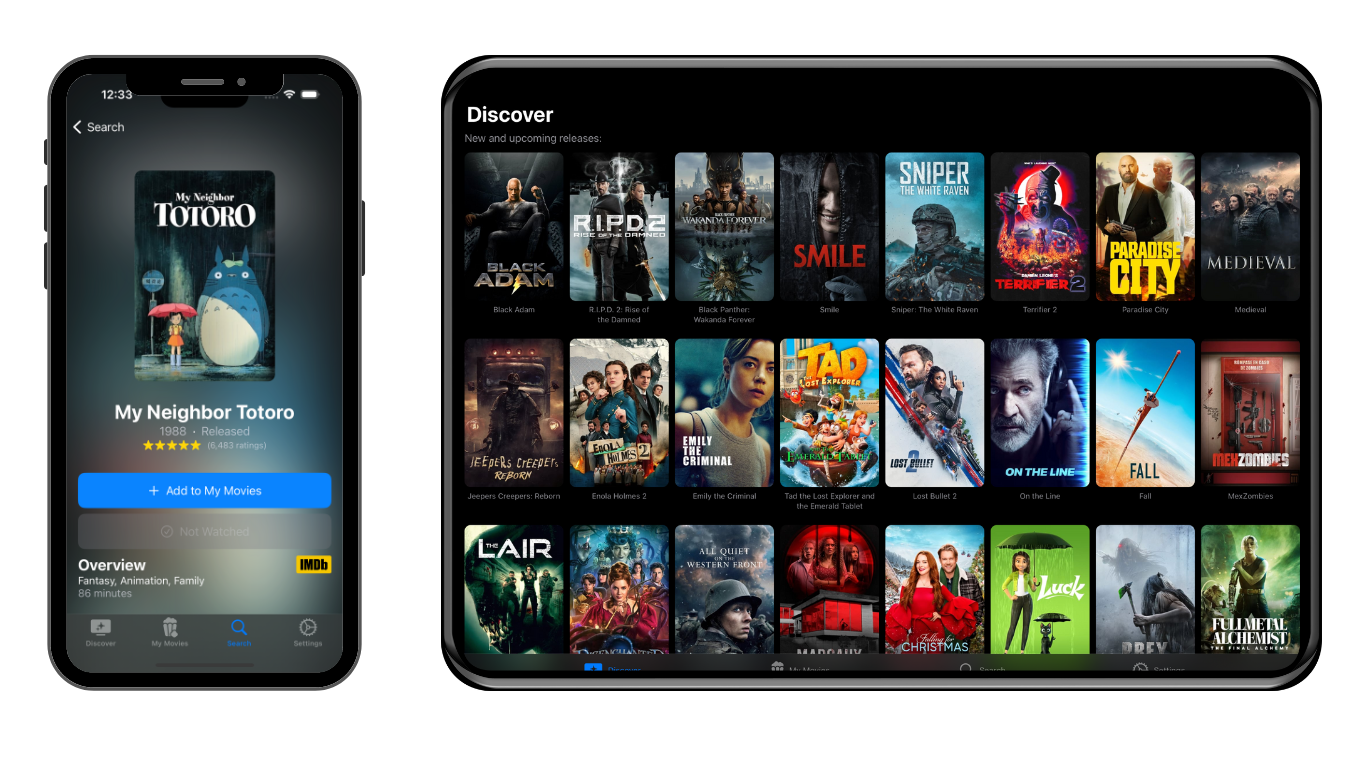 12:33
Search
My Neighbor
TOTORO
My Neighbor Totoro
1988 • Released
(6,483 ratings)
+ Add to My Movies
Not Watched
Overview
IMDb
Fantasy, Animation, Family
86 minutes
Discover
My Movies
Search
Settings
Discover
New and upcoming releases:
BLACK
ADAM
R.I.P.D.2
RISE OF THE DAMNED
WAKANDA FOREVER
SMILE
SNIPER
THE WHITE RAVEN
DAMIEN LEONE'S
TERRIFIER 2
PARADISE
CITY
MEDIEVAL
Black Adam
R.I.P.D. 2: Rise of
the Damned
Black Panther:
Wakanda Forever
Smile
Sniper: The White Raven
Terrifier 2
Paradise City
Medieval
JEEPERS CREEPERS
REBORN
ENOLA
HOLMES 2
EMILY
THE
CRIMINAL
TAD
THE LOST EXPLORER
EMERALD TABLET
LOST BULLET
2
ON THE LINE
FALL
MEXZOMBIES
Jeepers Creepers: Reborn
Enola Holmes 2
Emily the Criminal
Tad the Lost Explorer and
the Emerald Tablet
Lost Bullet 2
On the Line
Fall
MexZombies
THE LAIR
DISENCHANTED
ALL QUIET
ON THE
WESTERN FRONT
MARGAUX
Falling for
CHRISTMAS
Luck
PREY
FULLMETAL
ALCHEMIST
THE FINAL ALCHEMY
Discover
My Movies
Search
Settings